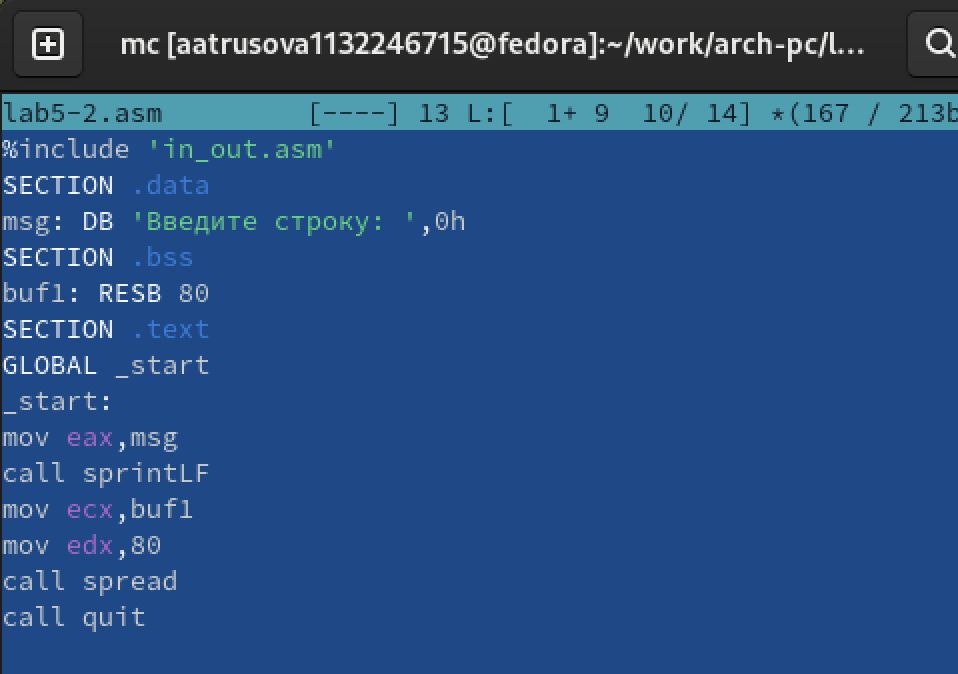 mc [aatrusova1132246715@fedora]:~/work/arch-pc/l...
lab5-2.asm [----] 13 L:[ 1+ 9 10/ 14] *(167 / 213b
%include 'in_out.asm'
SECTION .data
msg: DB 'Введите строку: ',0h
SECTION .bss
buf1: RESB 80
SECTION .text
GLOBAL _start
_start:
mov eax,msg
call sprintLF
mov ecx,buf1
mov edx,80
call spread
call quit